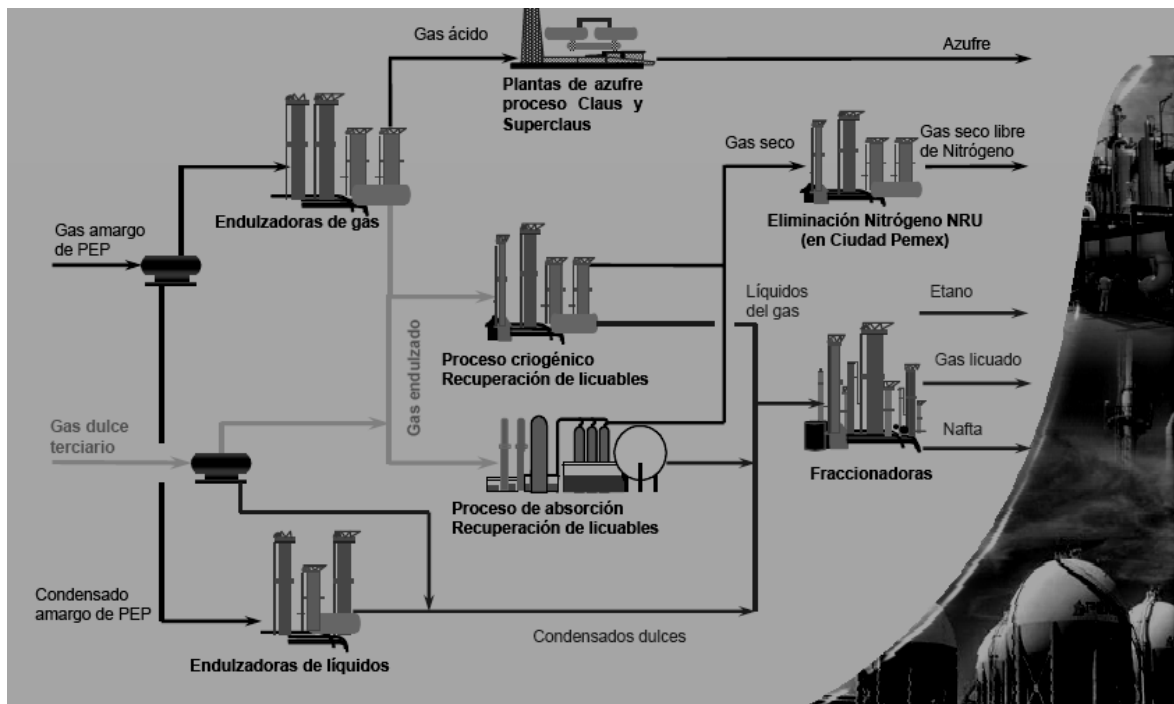 Gas ácido
Azufre
Plantas de azufre
proceso Claus y
Superclaus
Gas seco
Gas seco libre
de Nitrógeno
Endulzadoras de gas
Eliminación Nitrógeno NRU
(en Ciudad Pemex)
Gas amargo
de PEP
Líquidos
del gas
Etano
Proceso criogénico
Recuperación de licuables
Gas endulzado
Gas licuado
Gas dulce
terciario
Nafta
Fraccionadoras
Proceso de absorción
Recuperación de licuables
Condensado
amargo de PEP
Condensados dulces
Endulzadoras de líquidos